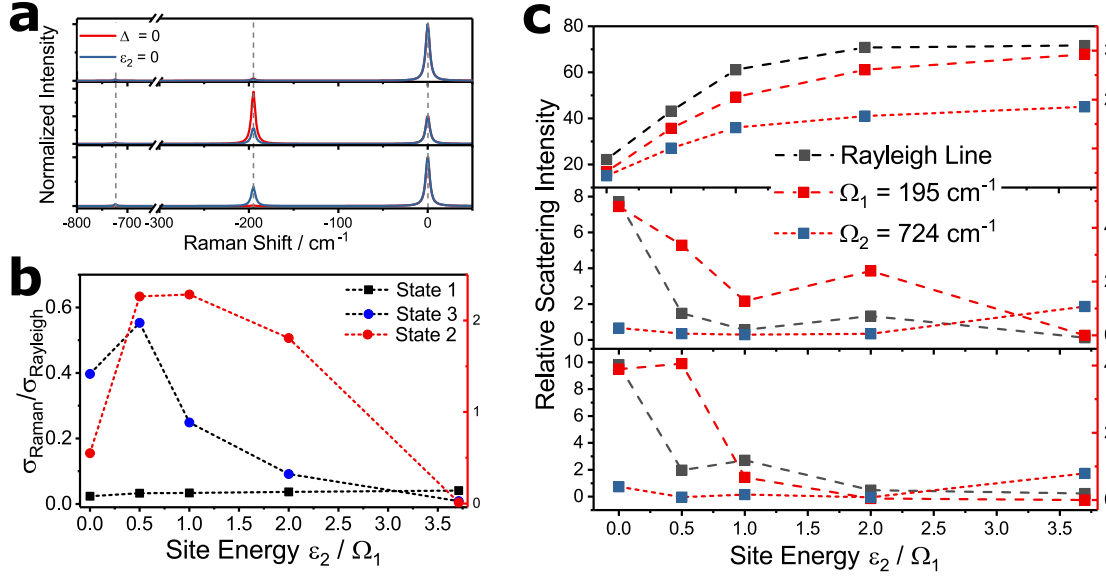 a
Normalized Intensity
Δ = 0
ε2 = 0
-800 -700 -300 -200 -100 0
Raman Shift / cm-1
b
σRaman/σRayleigh
0.6
0.4
0.2
0.0
State 1
State 3
State 2
2
1
0
0.0 0.5 1.0 1.5 2.0 2.5 3.0 3.5
Site Energy ε2 / Ω1
c
Relative Scattering Intensity
80
60
40
20
Rayleigh Line
Ω1 = 195 cm-1
Ω2 = 724 cm-1
8
6
4
2
0
10
8
6
4
2
0
4
2
0
0.0 0.5 1.0 1.5 2.0 2.5 3.0 3.5
Site Energy ε2 / Ω1